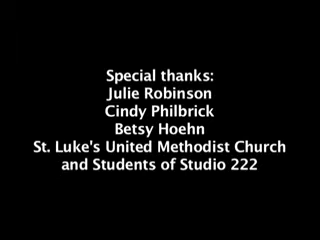 Special thanks:
Julie Robinson
Cindy Philbrick
Betsy Hoehn
St. Luke's United Methodist Church
and Students of Studio 222